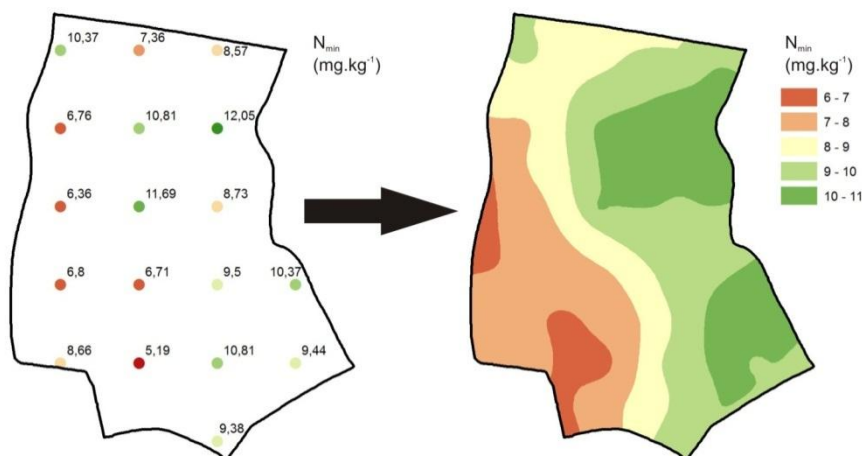 10,37
7,36
8,57
N min
(mg.kg⁻¹)
6,76
10,81
12,05
6,36
11,69
8,73
6,8
6,71
9,5
10,37
8,66
5,19
10,81
9,44
9,38
N min
(mg.kg⁻¹)
6 - 7
7 - 8
8 - 9
9 - 10
10 - 11